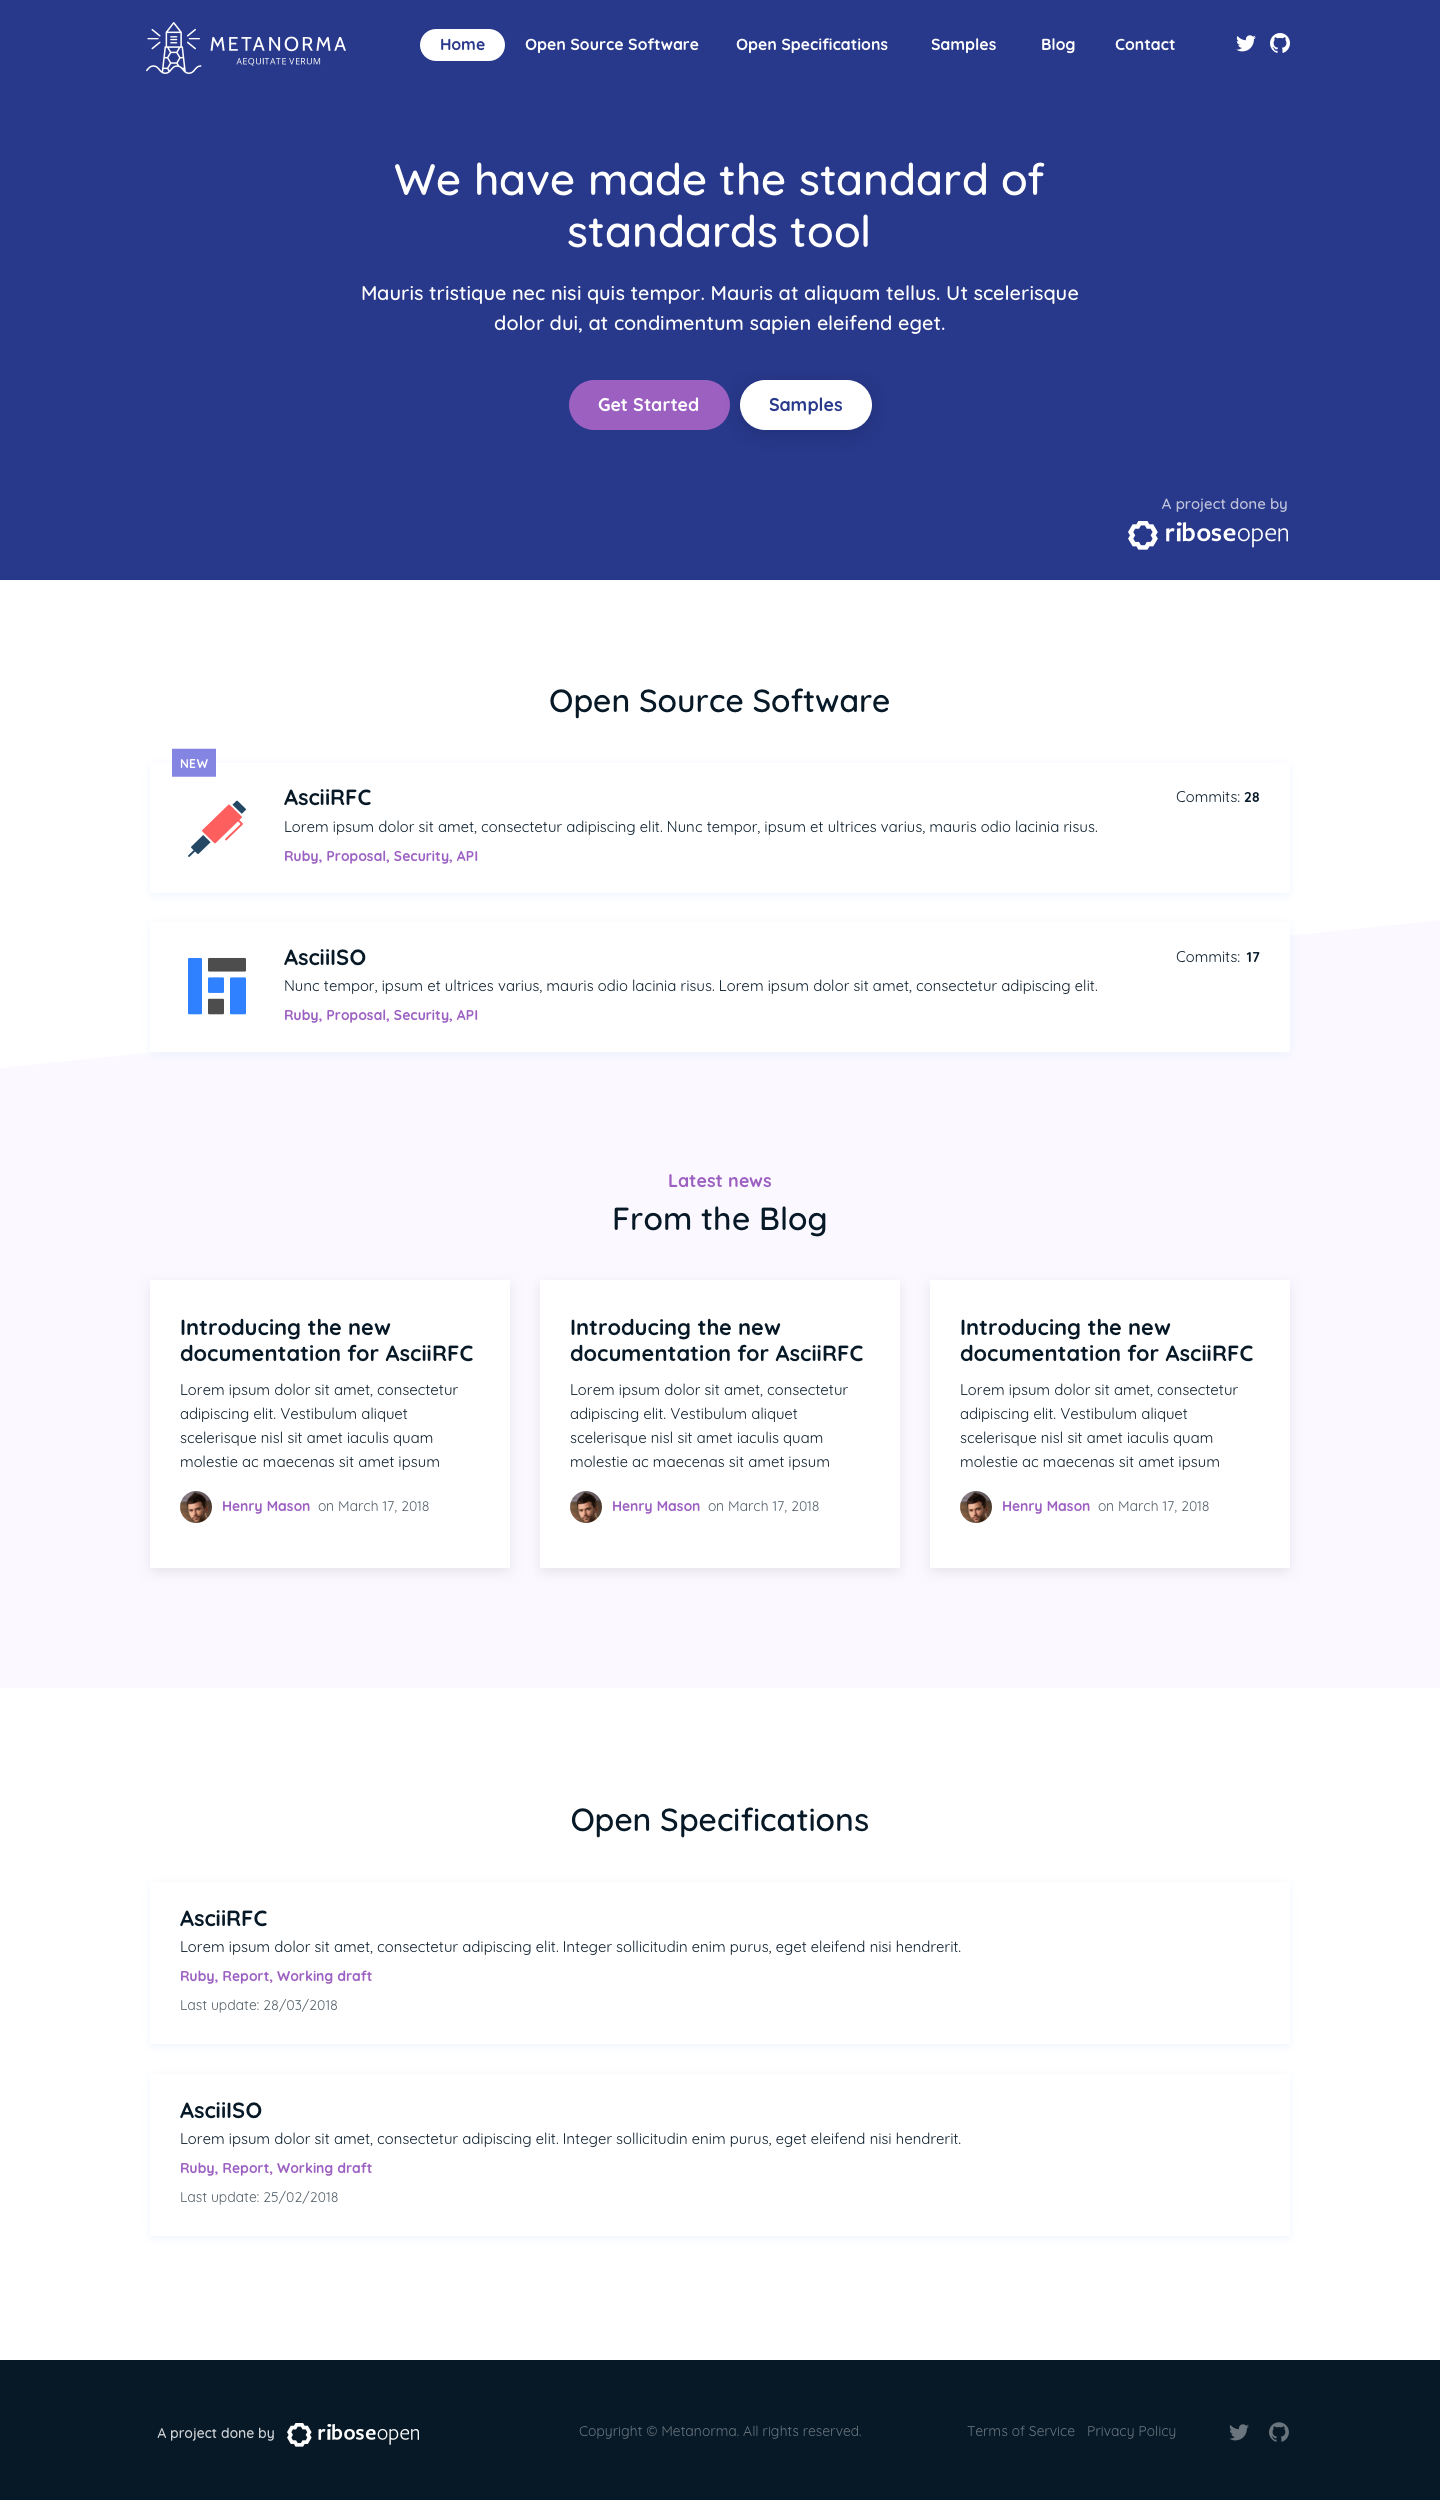 METANORMA
AEQUITATE VERUM
Home
Open Source Software
Open Specifications
Samples
Blog
Contact
We have made the standard of
standards tool
Mauris tristique nec nisi quis tempor. Mauris at aliquam tellus. Ut scelerisque
dolor dui, at condimentum sapien eleifend eget.
Get Started
Samples
A project done by
riboseopen
Open Source Software
NEW
AsciiRFC
Commits: 28
Lorem ipsum dolor sit amet, consectetur adipiscing elit. Nunc tempor, ipsum et ultrices varius, mauris odio lacinia risus.
Ruby, Proposal, Security, API
AsciiISO
Commits: 17
Nunc tempor, ipsum et ultrices varius, mauris odio lacinia risus. Lorem ipsum dolor sit amet, consectetur adipiscing elit.
Ruby, Proposal, Security, API
Latest news
From the Blog
Introducing the new
documentation for AsciiRFC
Lorem ipsum dolor sit amet, consectetur
adipiscing elit. Vestibulum aliquet
scelerisque nisl sit amet iaculis quam
molestie ac maecenas sit amet ipsum
Henry Mason on March 17, 2018
Introducing the new
documentation for AsciiRFC
Lorem ipsum dolor sit amet, consectetur
adipiscing elit. Vestibulum aliquet
scelerisque nisl sit amet iaculis quam
molestie ac maecenas sit amet ipsum
Henry Mason on March 17, 2018
Introducing the new
documentation for AsciiRFC
Lorem ipsum dolor sit amet, consectetur
adipiscing elit. Vestibulum aliquet
scelerisque nisl sit amet iaculis quam
molestie ac maecenas sit amet ipsum
Henry Mason on March 17, 2018
Open Specifications
AsciiRFC
Lorem ipsum dolor sit amet, consectetur adipiscing elit. Integer sollicitudin enim purus, eget eleifend nisi hendrerit.
Ruby, Report, Working draft
Last update: 28/03/2018
AsciiISO
Lorem ipsum dolor sit amet, consectetur adipiscing elit. Integer sollicitudin enim purus, eget eleifend nisi hendrerit.
Ruby, Report, Working draft
Last update: 25/02/2018
A project done by
riboseopen
Copyright © Metanorma. All rights reserved.
Terms of Service
Privacy Policy